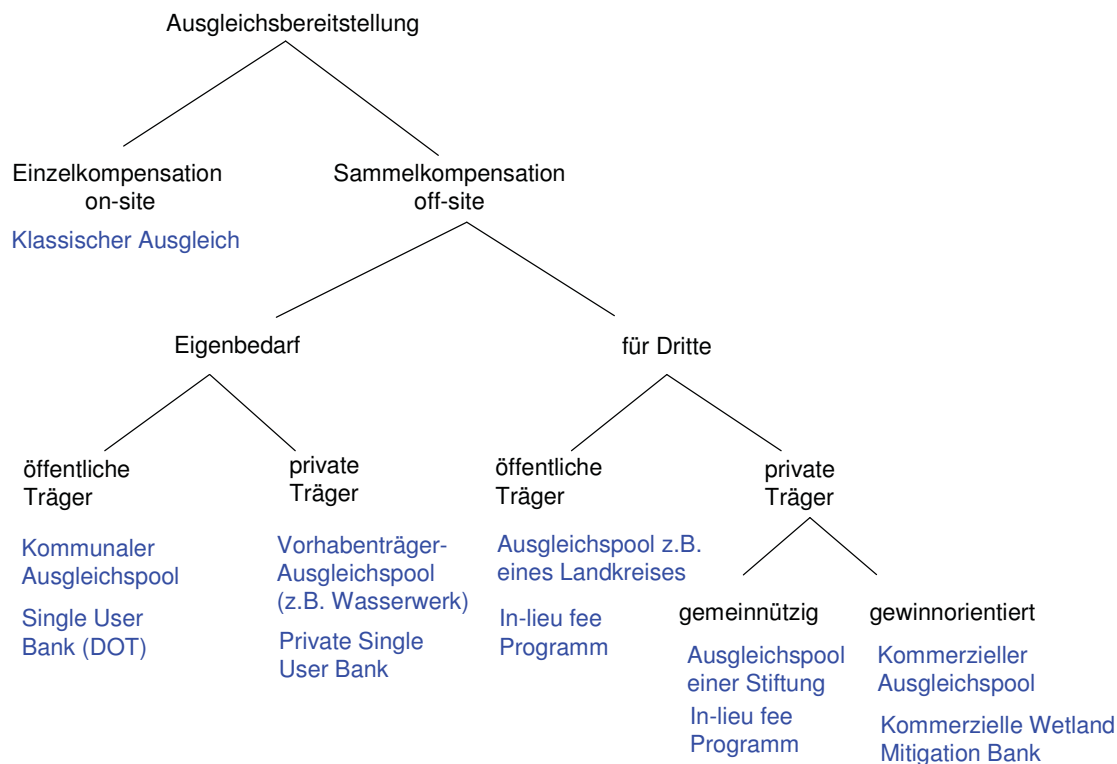 Ausgleichsbereitstellung
Einzelkompensation
on-site
Klassischer Ausgleich
Sammelkompensation
off-site
Eigenbedarf
für Dritte
öffentliche
Träger
Kommunaler
Ausgleichspool
Single User
Bank (DOT)
private
Träger
Vorhabenträger-
Ausgleichspool
(z.B. Wasserwerk)
Private Single
User Bank
öffentliche
Träger
Ausgleichspool z.B.
eines Landkreises
In-lieu fee
Programm
private
Träger
gemeinnützig
Ausgleichspool
einer Stiftung
In-lieu fee
Programm
gewinnorientiert
Kommerzieller
Ausgleichspool
Kommerzielle Wetland
Mitigation Bank